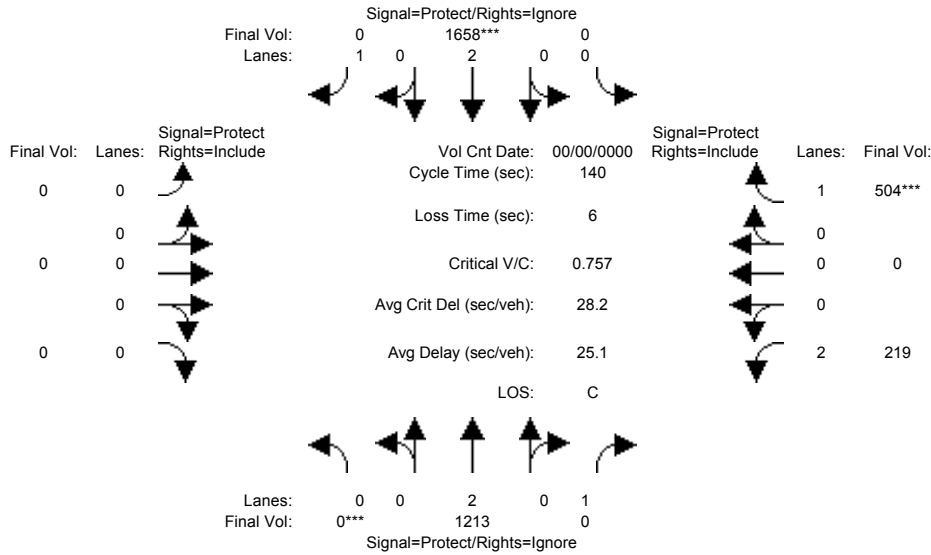 Signal=Protect/Rights=Ignore
Final Vol: 0 1658*** 0
Lanes: 1 0 2 0 0
Signal=Protect Signal=Protect
Final Vol: Lanes: Rights=Include Vol Cnt Date: 00/00/0000 Rights=Include Lanes: Final Vol:
Cycle Time (sec): 140
0 0 1 504***
Loss Time (sec): 6
0 0
0 0 Critical V/C: 0.757 0 0
0 Avg Crit Del (sec/veh): 28.2 0
0 0 Avg Delay (sec/veh): 25.1 2 219
LOS: C
Lanes: 0 0 2 0 1
Final Vol: 0*** 1213 0
Signal=Protect/Rights=Ignore